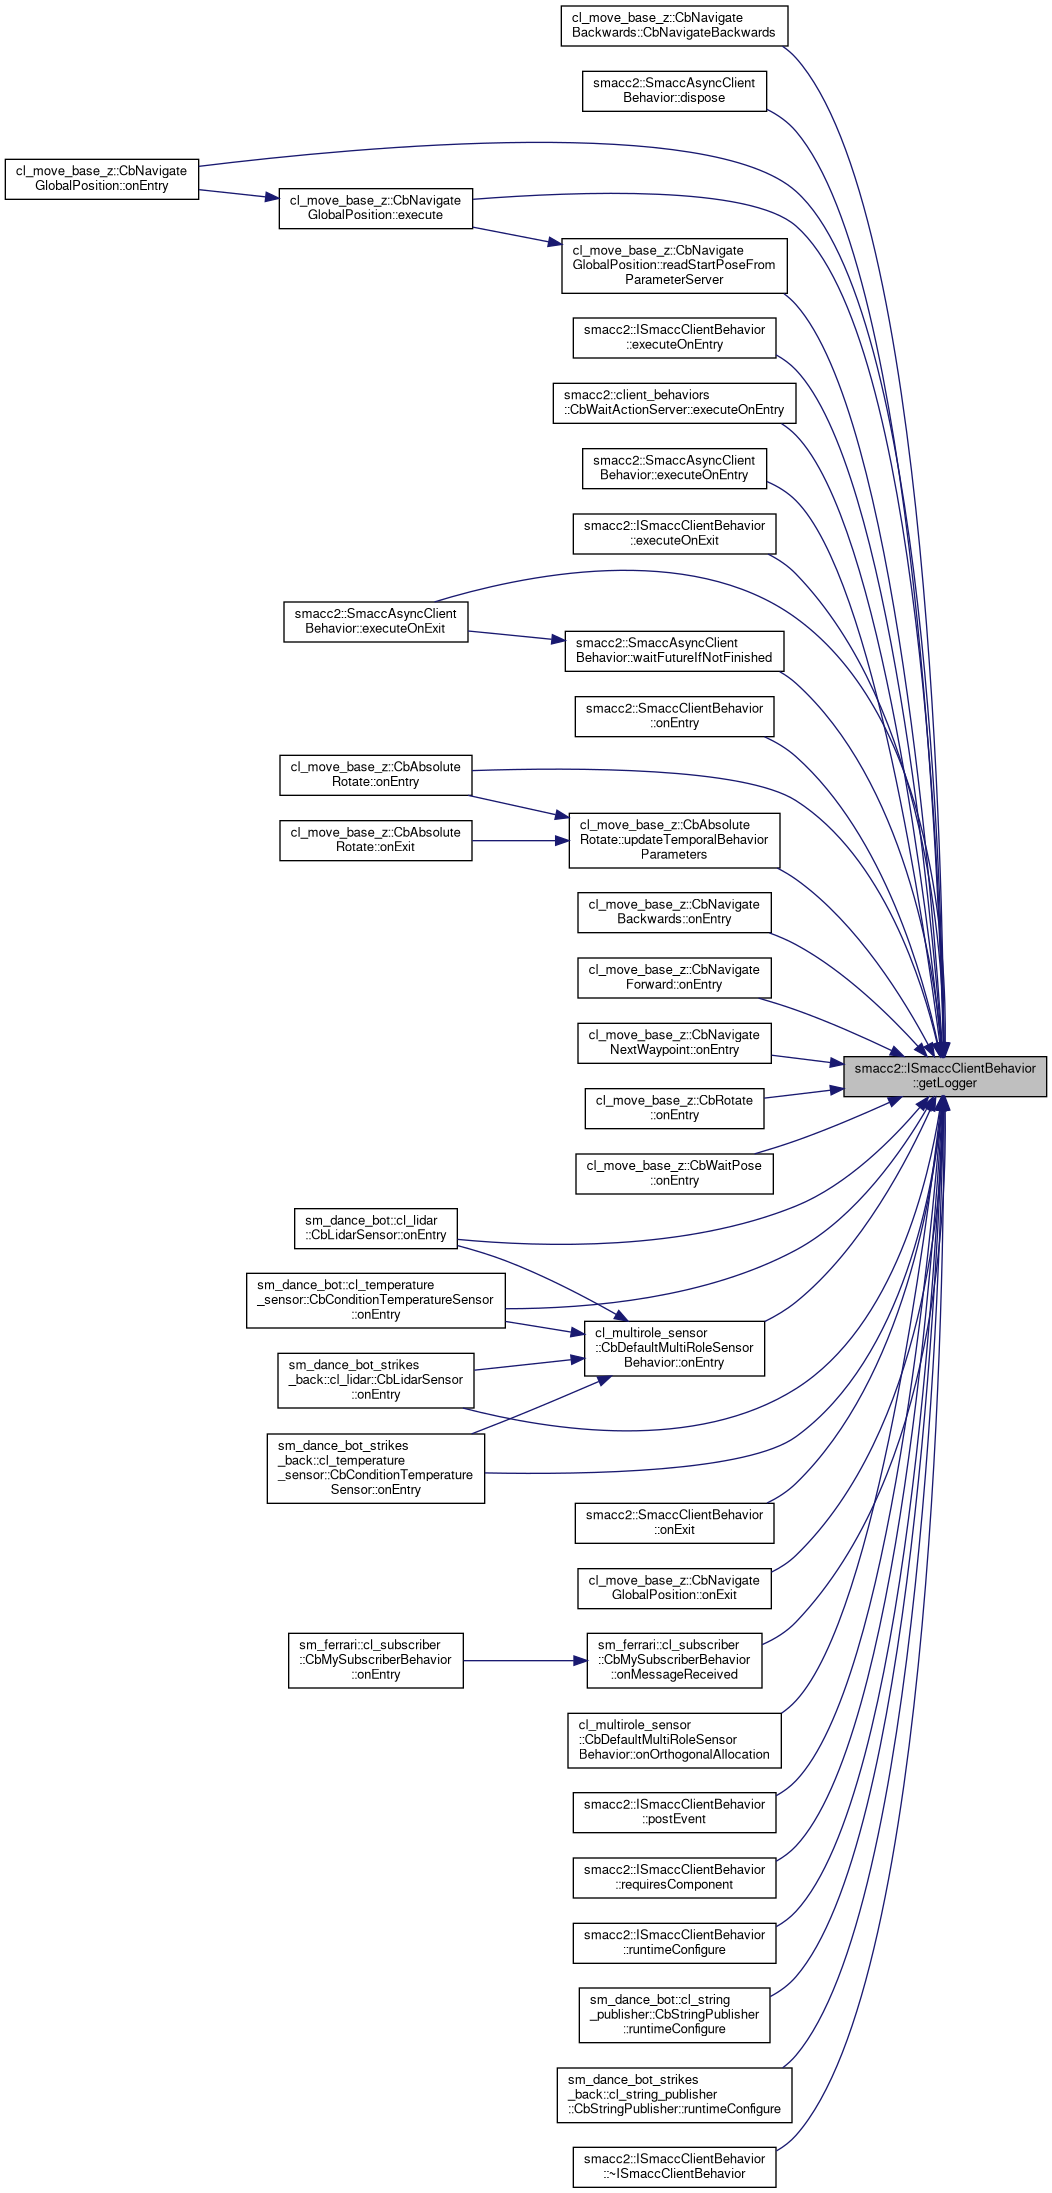 cl_move_base_z::CbNavigate
Backwards::CbNavigateBackwards
smacc2::SmaccAsyncClient
Behavior::dispose
cl_move_base_z::CbNavigate
GlobalPosition::onEntry
cl_move_base_z::CbNavigate
GlobalPosition::execute
cl_move_base_z::CbNavigate
GlobalPosition::readStartPoseFrom
ParameterServer
smacc2::ISmaccClientBehavior
::executeOnEntry
smacc2::client_behaviors
::CbWaitActionServer::executeOnEntry
smacc2::SmaccAsyncClient
Behavior::executeOnEntry
smacc2::ISmaccClientBehavior
::executeOnExit
smacc2::SmaccAsyncClient
Behavior::executeOnExit
smacc2::SmaccAsyncClient
Behavior::waitFutureIfNotFinished
smacc2::SmaccClientBehavior
::onEntry
cl_move_base_z::CbAbsolute
Rotate::onEntry
cl_move_base_z::CbAbsolute
Rotate::onExit
cl_move_base_z::CbAbsolute
Rotate::updateTemporalBehavior
Parameters
cl_move_base_z::CbNavigate
Backwards::onEntry
cl_move_base_z::CbNavigate
Forward::onEntry
cl_move_base_z::CbNavigate
NextWaypoint::onEntry
smacc2::ISmaccClientBehavior
::getLogger
cl_move_base_z::CbRotate
::onEntry
cl_move_base_z::CbWaitPose
::onEntry
sm_dance_bot::cl_lidar
::CbLidarSensor::onEntry
sm_dance_bot::cl_temperature
_sensor::CbConditionTemperatureSensor
::onEntry
cl_multirole_sensor
::CbDefaultMultiRoleSensor
Behavior::onEntry
sm_dance_bot_strikes
_back::cl_lidar::CbLidarSensor
::onEntry
sm_dance_bot_strikes
_back::cl_temperature
_sensor::CbConditionTemperature
Sensor::onEntry
smacc2::SmaccClientBehavior
::onExit
cl_move_base_z::CbNavigate
GlobalPosition::onExit
sm_ferrari::cl_subscriber
::CbMySubscriberBehavior
::onEntry
sm_ferrari::cl_subscriber
::CbMySubscriberBehavior
::onMessageReceived
cl_multirole_sensor
::CbDefaultMultiRoleSensor
Behavior::onOrthogonalAllocation
smacc2::ISmaccClientBehavior
::postEvent
smacc2::ISmaccClientBehavior
::requiresComponent
smacc2::ISmaccClientBehavior
::runtimeConfigure
sm_dance_bot::cl_string
_publisher::CbStringPublisher
::runtimeConfigure
sm_dance_bot_strikes
_back::cl_string_publisher
::CbStringPublisher::runtimeConfigure
smacc2::ISmaccClientBehavior
::~ISmaccClientBehavior